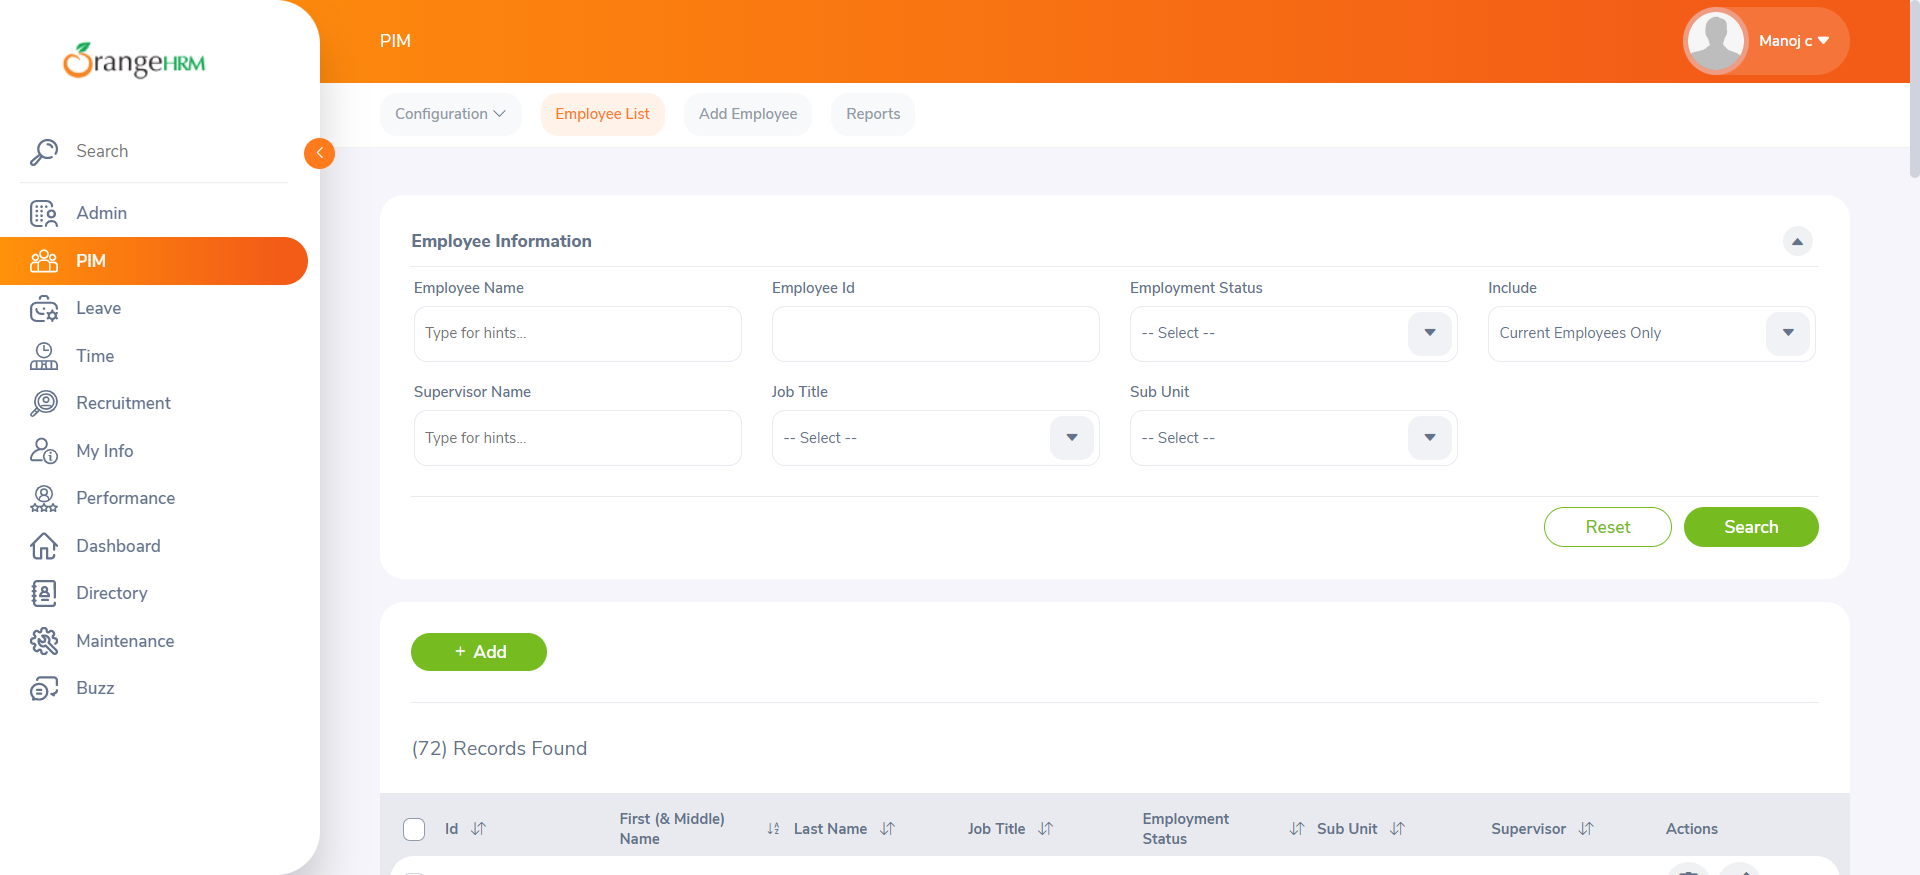 OrangeHRM
PIM
Manoj c
Configuration
Employee List
Add Employee
Reports
Search
Admin
PIM
Leave
Time
Recruitment
My Info
Performance
Dashboard
Directory
Maintenance
Buzz
Employee Information
Employee Name
Employee Id
Employment Status
Include
Type for hints...
-- Select --
Current Employees Only
Supervisor Name
Job Title
Sub Unit
Type for hints...
-- Select --
-- Select --
Reset
Search
+ Add
(72) Records Found
Id
First (& Middle)
Name
Last Name
Job Title
Employment
Status
Sub Unit
Supervisor
Actions